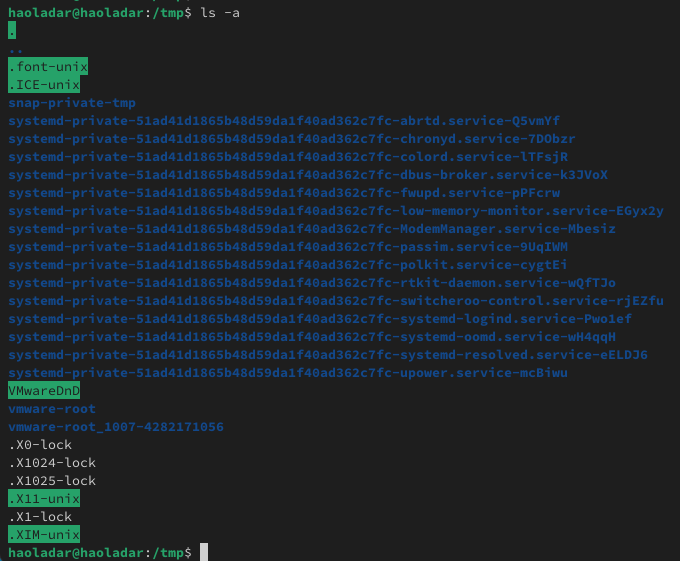 haoladar@haoladar:/tmp$ ls -a
.
..
.font-unix
.ICE-unix
snap-private-tmp
systemd-private-51ad41d1865b48d59da1f40ad362c7fc-abrtd.service-Q5vmYf
systemd-private-51ad41d1865b48d59da1f40ad362c7fc-chronyd.service-7DObzr
systemd-private-51ad41d1865b48d59da1f40ad362c7fc-colord.service-lTFsjR
systemd-private-51ad41d1865b48d59da1f40ad362c7fc-dbus-broker.service-k3JVoX
systemd-private-51ad41d1865b48d59da1f40ad362c7fc-fwupd.service-pPFcrw
systemd-private-51ad41d1865b48d59da1f40ad362c7fc-low-memory-monitor.service-EGyx2y
systemd-private-51ad41d1865b48d59da1f40ad362c7fc-ModemManager.service-Mbesiz
systemd-private-51ad41d1865b48d59da1f40ad362c7fc-passim.service-9UqIWM
systemd-private-51ad41d1865b48d59da1f40ad362c7fc-polkit.service-cygtEi
systemd-private-51ad41d1865b48d59da1f40ad362c7fc-rtkit-daemon.service-wQfTJo
systemd-private-51ad41d1865b48d59da1f40ad362c7fc-switcheroo-control.service-rjEZfu
systemd-private-51ad41d1865b48d59da1f40ad362c7fc-systemd-logind.service-Pwo1ef
systemd-private-51ad41d1865b48d59da1f40ad362c7fc-systemd-oomd.service-wH4qqH
systemd-private-51ad41d1865b48d59da1f40ad362c7fc-systemd-resolved.service-eELDJ6
systemd-private-51ad41d1865b48d59da1f40ad362c7fc-upower.service-mcBiwu
VMwareDnD
vmware-root
vmware-root_1007-4282171056
.X0-lock
.X1024-lock
.X1025-lock
.X11-unix
.X1-lock
.XIM-unix
haoladar@haoladar:/tmp$